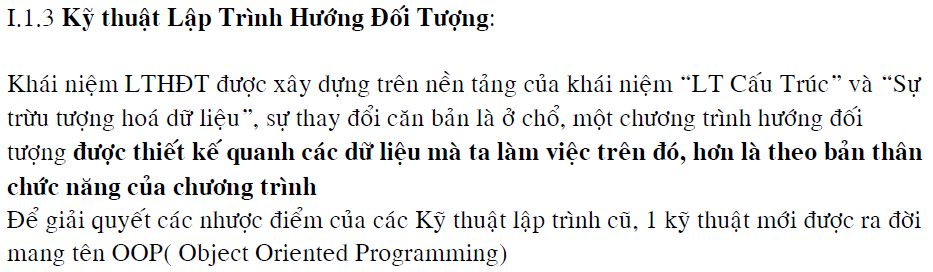 I.1.3 Kỹ thuật Lập Trình Hướng Đối Tượng:
Khái niệm LTHĐT được xây dựng trên nền tảng của khái niệm “LT Cấu Trúc” và “Sự
trừu tượng hoá dữ liệu”, sự thay đổi căn bản là ở chổ, một chương trình hướng đối
tượng được thiết kế quanh các dữ liệu mà ta làm việc trên đó, hơn là theo bản thân
chức năng của chương trình
Để giải quyết các nhược điểm của các Kỹ thuật lập trình cũ, 1 kỹ thuật mới được ra đời
mang tên OOP( Object Oriented Programming)